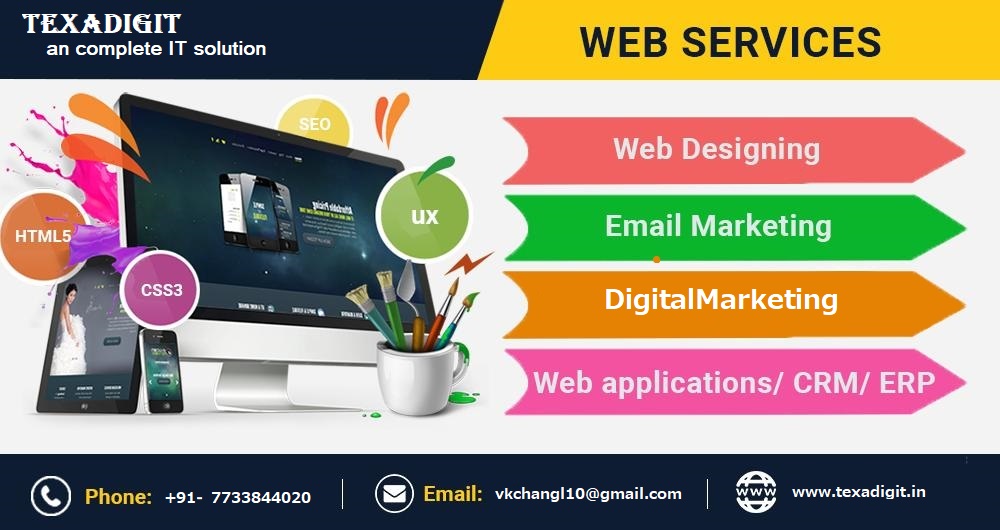 TEXADIGIT
an complete IT solution
WEB SERVICES
SEO
HTML5
UX
CSS3
Web Designing
Email Marketing
DigitalMarketing
Web applications/ CRM/ ERP
Phone: +91- 7733844020
Email: vkchangl10@gmail.com
WWW
www.texadigit.in